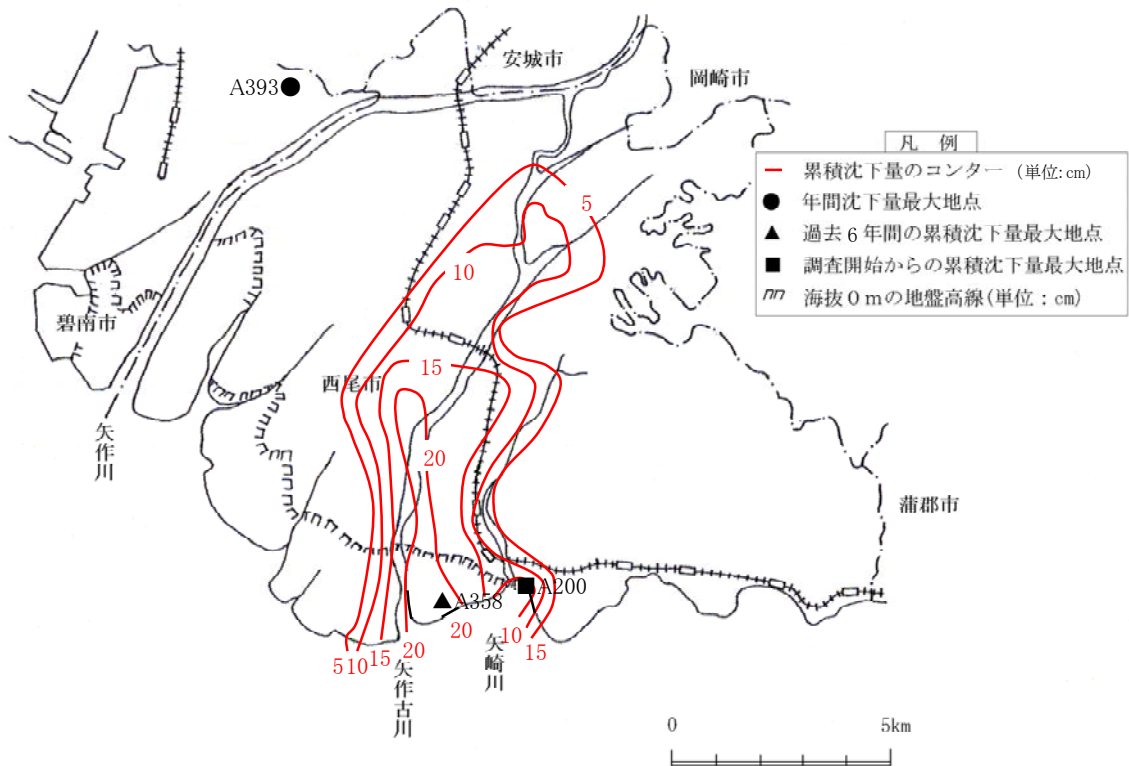 安城市
岡崎市
A393
凡 例
累積沈下量のコンター (単位:cm)
年間沈下量最大地点
過去6年間の累積沈下量最大地点
調査開始からの累積沈下量最大地点
海抜0mの地盤高線(単位:cm)
5
10
碧南市
15
西尾市
矢作川
20
蒲郡市
A200
A358
20
10
15
5
10
15
20
矢崎川
矢作古川
0
5km